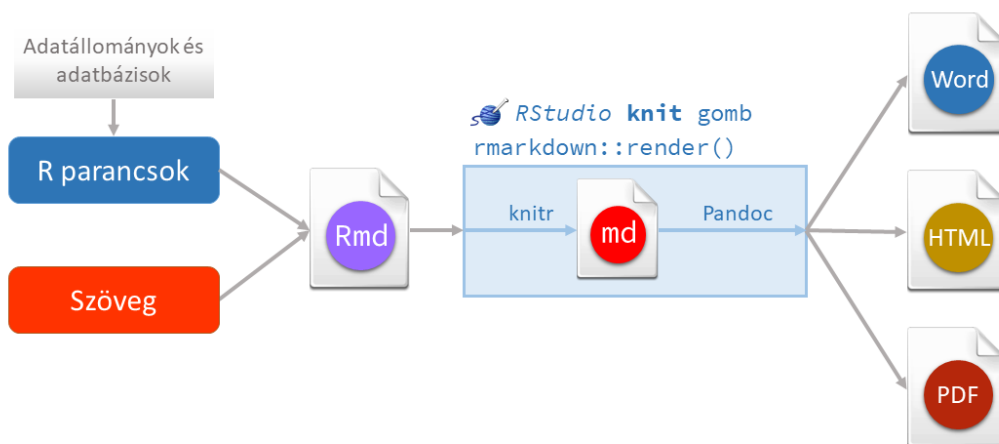 Adatállományok és
adatbázisok
R parancsok
Szöveg
Rmd
RStudio knit gomb
rmarkdown::render()
knitr
md
Pandoc
Word
HTML
PDF